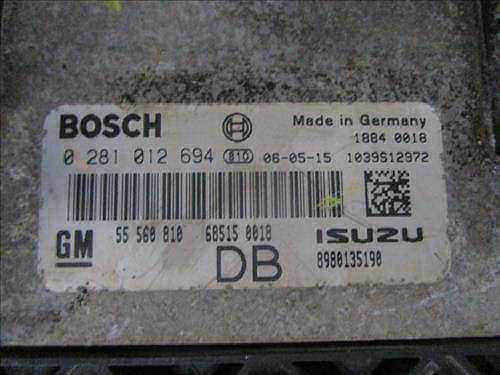 BOSCH Made in Germany
1884 0018
0 281 012 694 810 06-05-15 1039S12972
GM 55 560 810 68515 0018 ISUZU
DB 8980135190